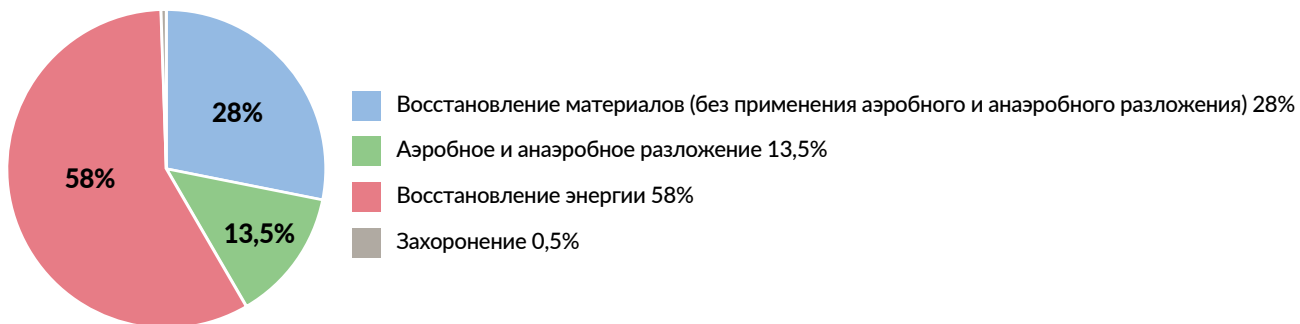 28%
58%
13,5%
Восстановление материалов (без применения аэробного и анаэробного разложения) 28%
Аэробное и анаэробное разложение 13,5%
Восстановление энергии 58%
Захоронение 0,5%